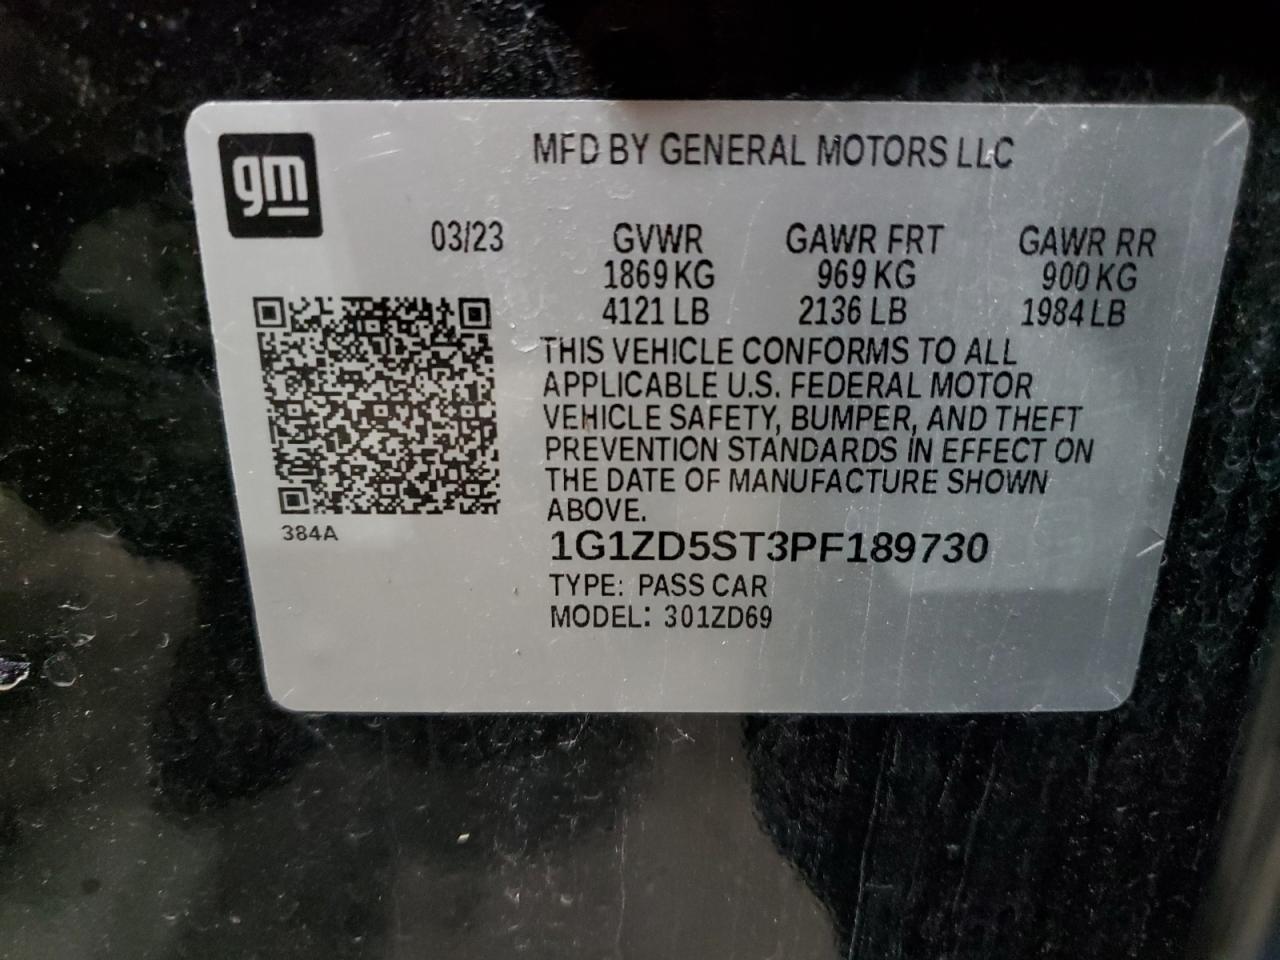 gm
MFD BY GENERAL MOTORS LLC
03/23 GVWR GAWR FRT GAWR RR
1869 KG 969 KG 900 KG
4121 LB 2136 LB 1984 LB
THIS VEHICLE CONFORMS TO ALL
APPLICABLE U.S. FEDERAL MOTOR
VEHICLE SAFETY, BUMPER, AND THEFT
PREVENTION STANDARDS IN EFFECT ON
THE DATE OF MANUFACTURE SHOWN
ABOVE.
384A
1G1ZD5ST3PF189730
TYPE: PASS CAR
MODEL: 301ZD69